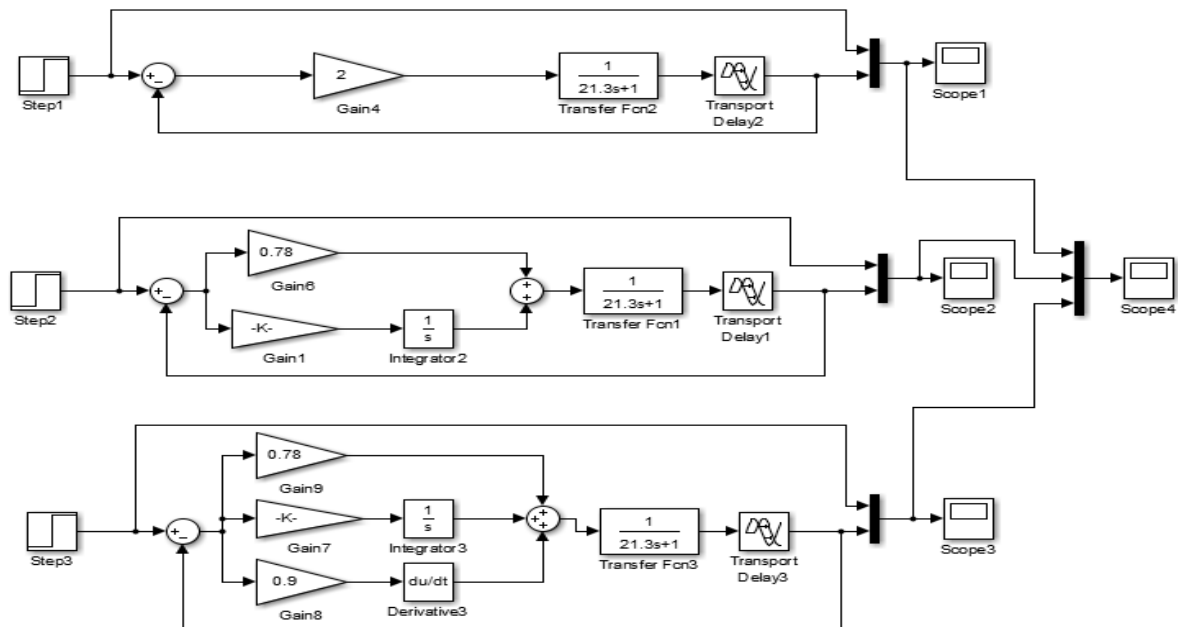 Step1
+
−
2
Gain4
1
21.3s+1
Transfer Fcn2
Transport
Delay2
Scope1
Step2
+
−
0.78
Gain6
-K-
Gain1
1
s
Integrator2
+
+
1
21.3s+1
Transfer Fcn1
Transport
Delay1
Scope2
Scope4
Step3
+
−
0.78
Gain9
-K-
Gain7
1
s
Integrator3
0.9
Gain8
du/dt
Derivative3
+
+
+
1
21.3s+1
Transfer Fcn3
Transport
Delay3
Scope3